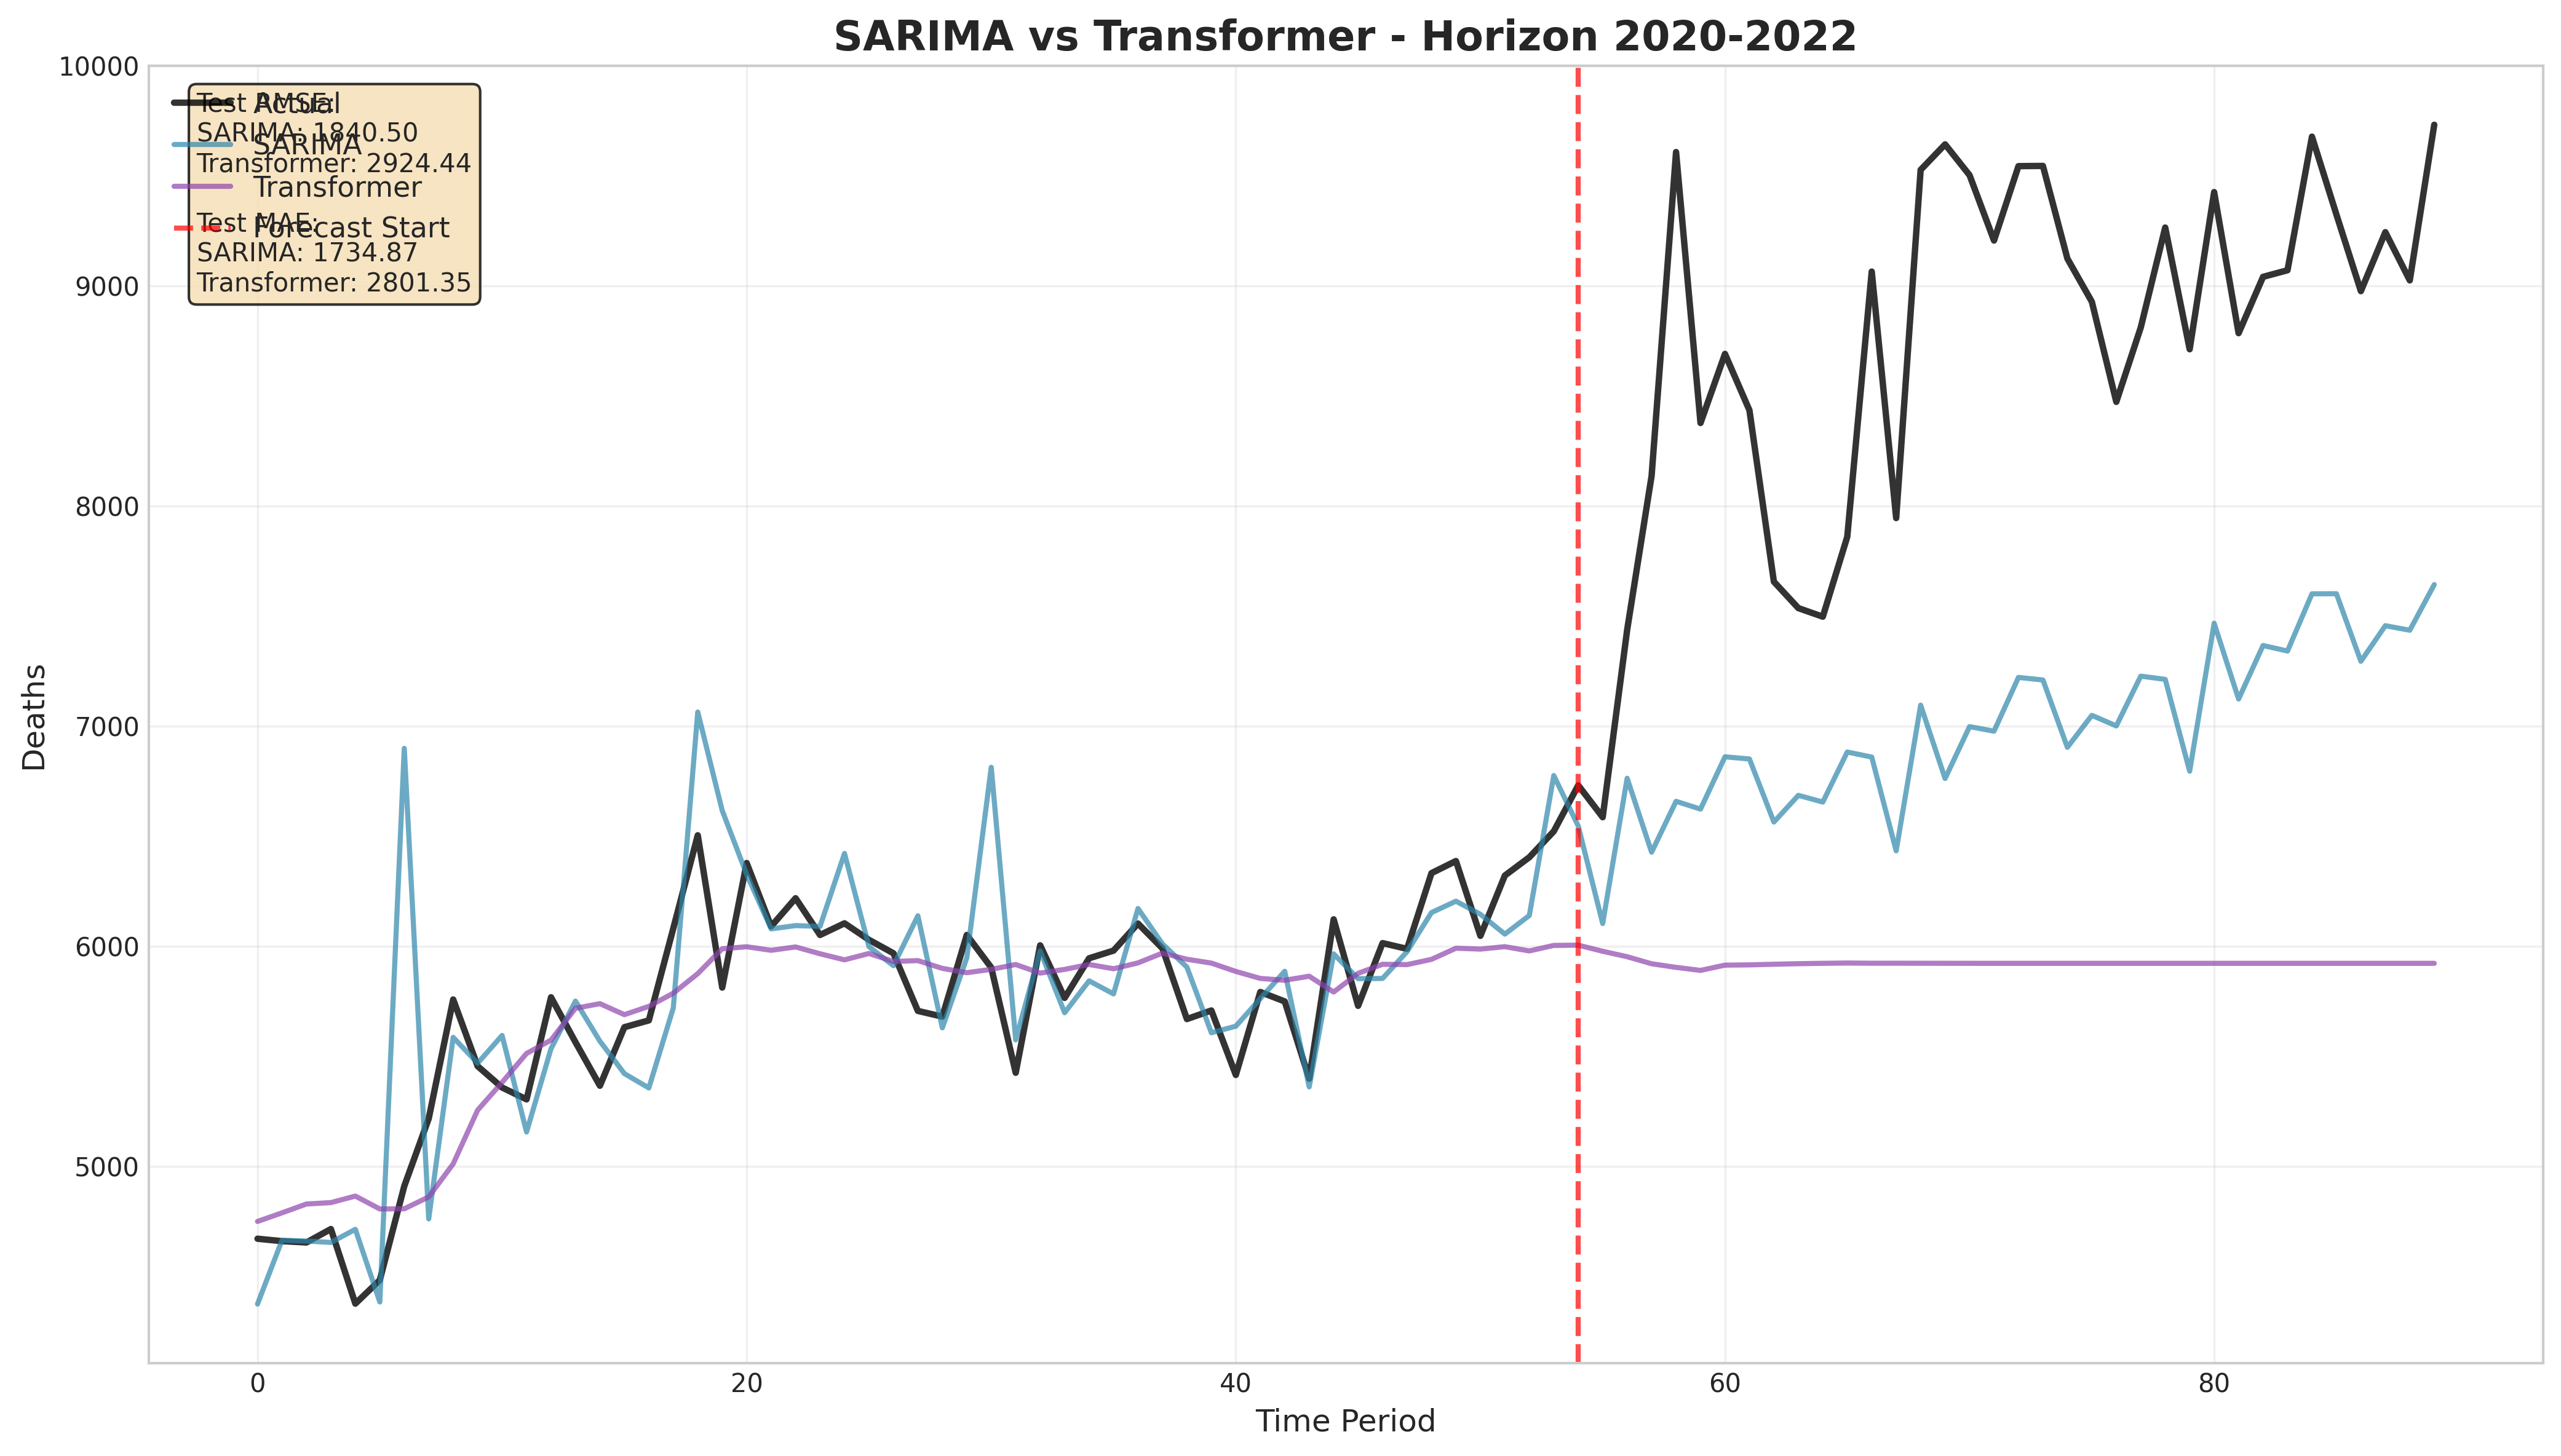 SARIMA vs Transformer - Horizon 2020-2022
10000
9000
8000
7000
6000
5000
Deaths
Test RMSE:
SARIMA: 1840.50
Transformer: 2924.44
Test MAE:
SARIMA: 1734.87
Transformer: 2801.35
Actual
SARIMA
Transformer
Forecast Start
0
20
40
60
80
Time Period